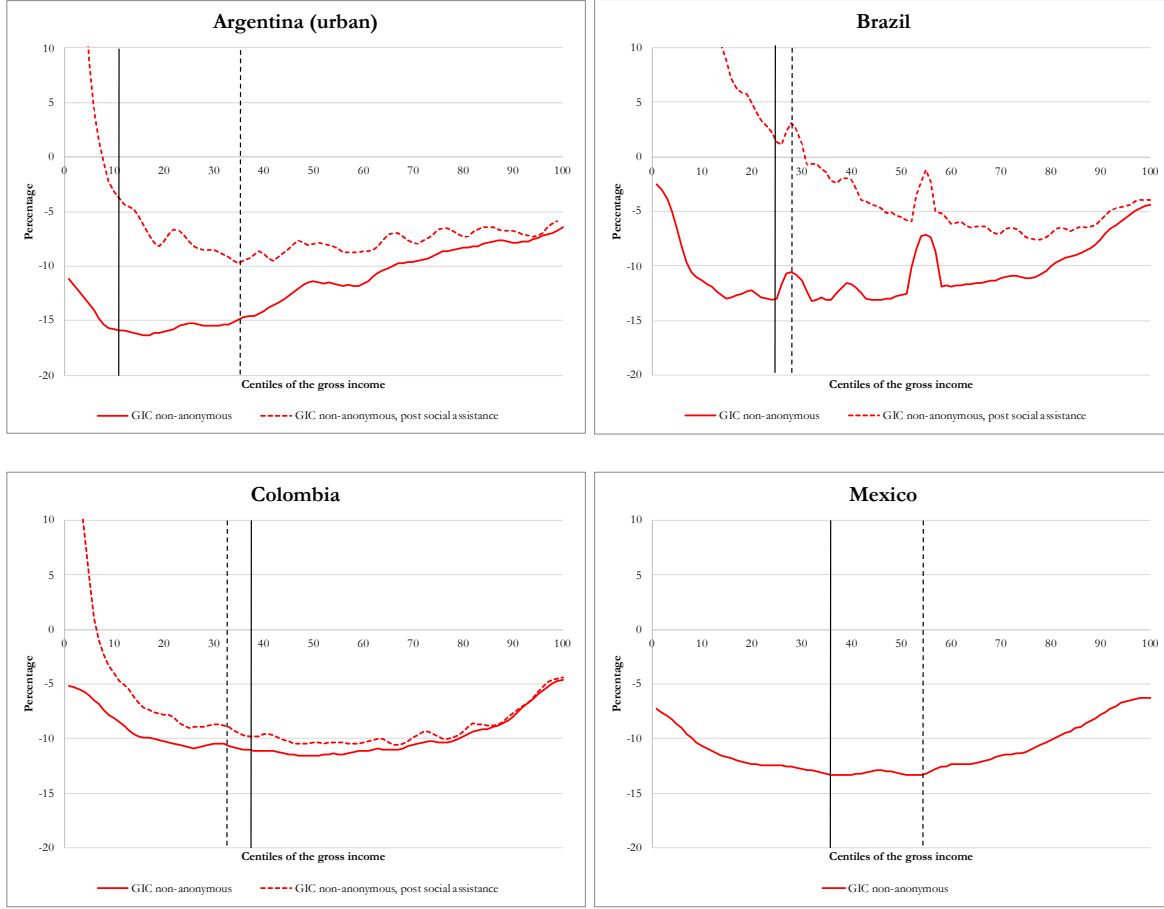 Argentina (urban)
10
5
0
-5
-10
-15
-20
0 10 20 30 40 50 60 70 80 90 100
Percentage
Centiles of the gross income
GIC non-anonymous GIC non-anonymous, post social assistance
Brazil
10
5
0
-5
-10
-15
-20
0 10 20 30 40 50 60 70 80 90 100
Percentage
Centiles of the gross income
GIC non-anonymous GIC non-anonymous, post social assistance
Colombia
10
5
0
-5
-10
-15
-20
0 10 20 30 40 50 60 70 80 90 100
Percentage
Centiles of the gross income
GIC non-anonymous GIC non-anonymous, post social assistance
Mexico
10
5
0
-5
-10
-15
-20
0 10 20 30 40 50 60 70 80 90 100
Percentage
Centiles of the gross income
GIC non-anonymous